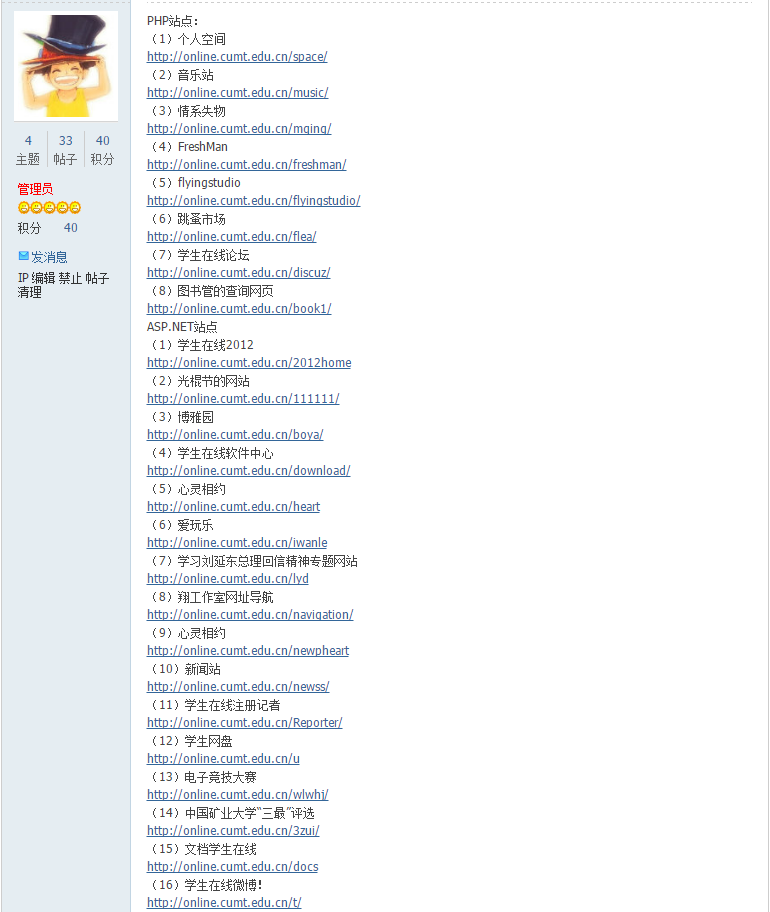 4 33 40
主题 帖子 积分
管理员
积分 40
发消息
IP 编辑 禁止 帖子
清理
PHP站点：
（1）个人空间
http://online.cumt.edu.cn/space/
（2）音乐站
http://online.cumt.edu.cn/music/
（3）情系失物
http://online.cumt.edu.cn/mqing/
（4）FreshMan
http://online.cumt.edu.cn/freshman/
（5）flyingstudio
http://online.cumt.edu.cn/flyingstudio/
（6）跳蚤市场
http://online.cumt.edu.cn/flea/
（7）学生在线论坛
http://online.cumt.edu.cn/discuz/
（8）图书管的查询网页
http://online.cumt.edu.cn/book1/
ASP.NET站点
（1）学生在线2012
http://online.cumt.edu.cn/2012home
（2）光棍节的网站
http://online.cumt.edu.cn/111111/
（3）博雅园
http://online.cumt.edu.cn/boya/
（4）学生在线软件中心
http://online.cumt.edu.cn/download/
（5）心灵相约
http://online.cumt.edu.cn/heart
（6）爱玩乐
http://online.cumt.edu.cn/iwanle
（7）学习刘延东总理回信精神专题网站
http://online.cumt.edu.cn/lyd
（8）翔工作室网址导航
http://online.cumt.edu.cn/navigation/
（9）心灵相约
http://online.cumt.edu.cn/newpheart
（10）新闻站
http://online.cumt.edu.cn/newss/
（11）学生在线注册记者
http://online.cumt.edu.cn/Reporter/
（12）学生网盘
http://online.cumt.edu.cn/u
（13）电子竞技大赛
http://online.cumt.edu.cn/wlwhj/
（14）中国矿业大学“三最”评选
http://online.cumt.edu.cn/3zui/
（15）文档学生在线
http://online.cumt.edu.cn/docs
（16）学生在线微博！
http://online.cumt.edu.cn/t/